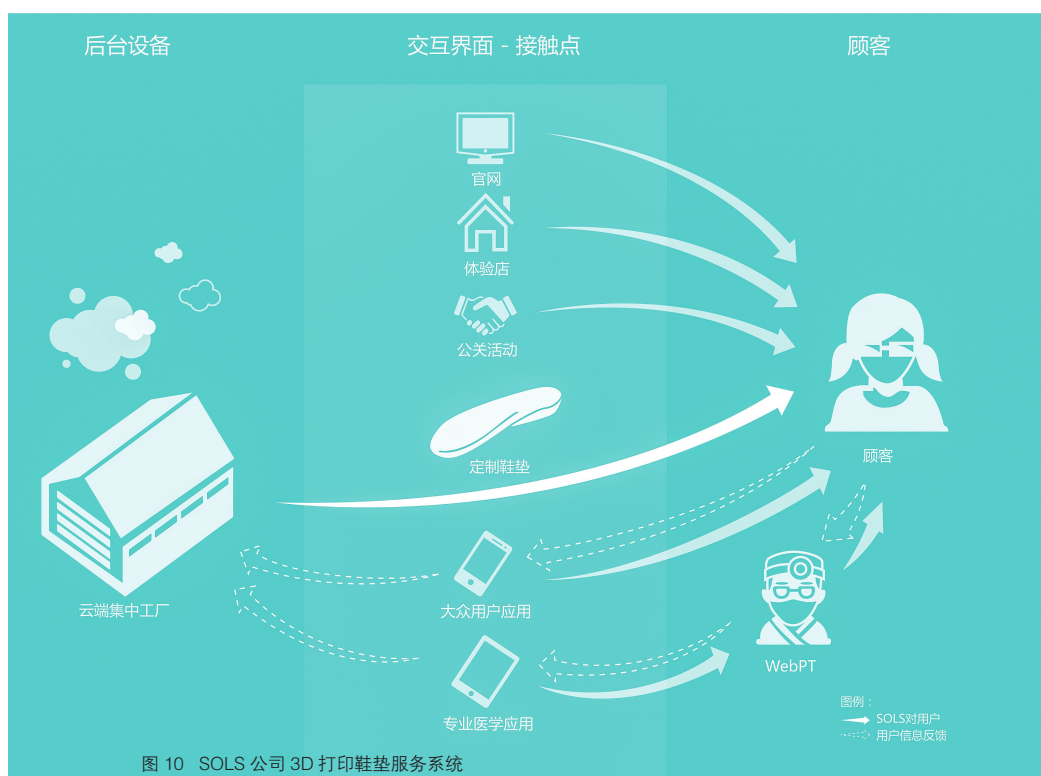 后台设备
交互界面 - 接触点
顾客
官网
体验店
公关活动
定制鞋垫
顾客
云端集中工厂
大众用户应用
WebPT
专业医学应用
图例：
SOLS对用户
用户信息反馈
图 10 SOLS 公司 3D 打印鞋垫服务系统